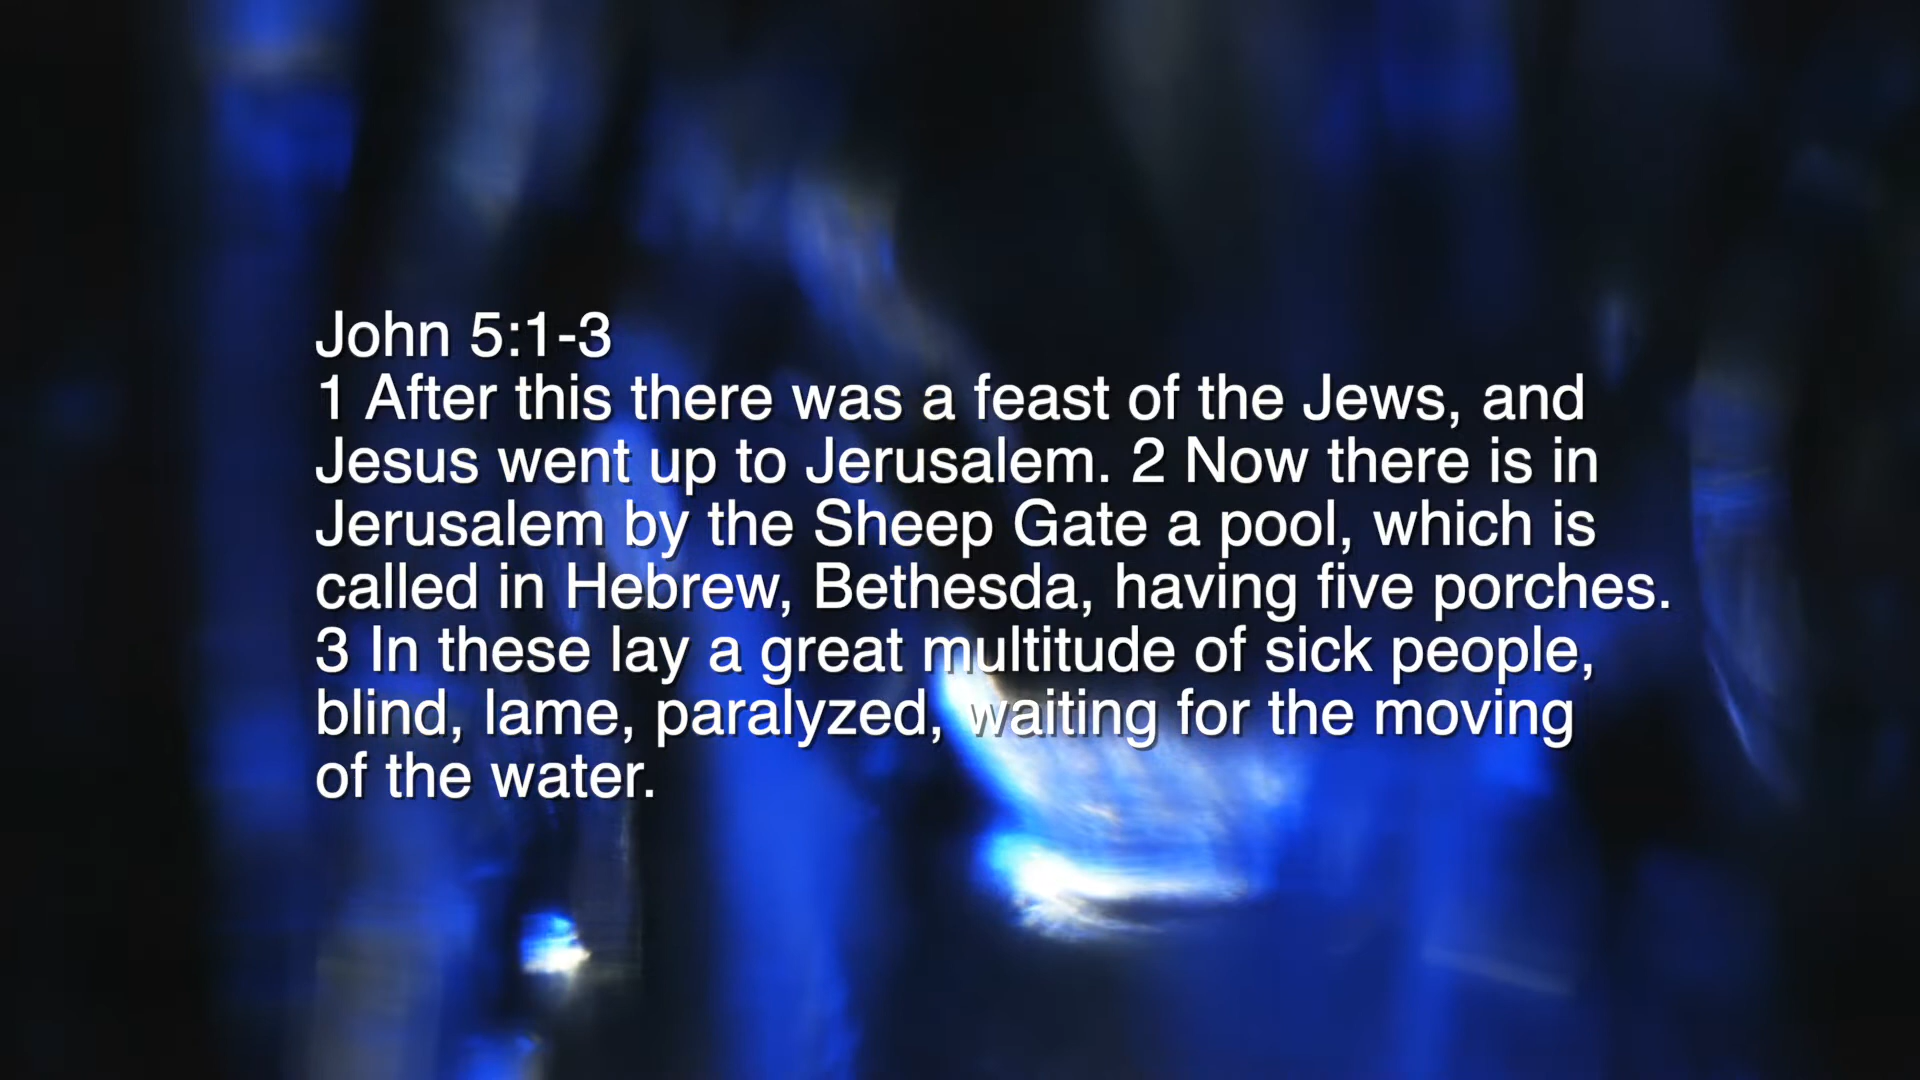 John 5:1-3
1 After this there was a feast of the Jews, and
Jesus went up to Jerusalem. 2 Now there is in
Jerusalem by the Sheep Gate a pool, which is
called in Hebrew, Bethesda, having five porches.
3 In these lay a great multitude of sick people,
blind, lame, paralyzed, waiting for the moving
of the water.